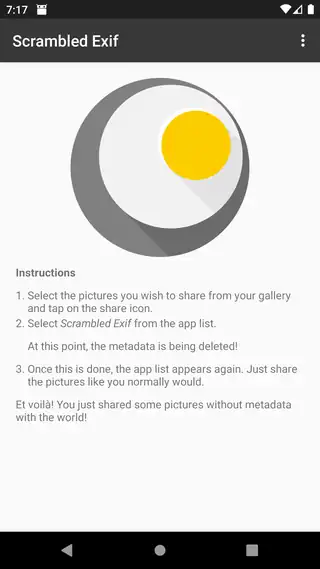 7:17
Scrambled Exif
Instructions
1. Select the pictures you wish to share from your gallery
and tap on the share icon.
2. Select Scrambled Exif from the app list.
At this point, the metadata is being deleted!
3. Once this is done, the app list appears again. Just share
the pictures like you normally would.
Et voilà! You just shared some pictures without metadata
with the world!